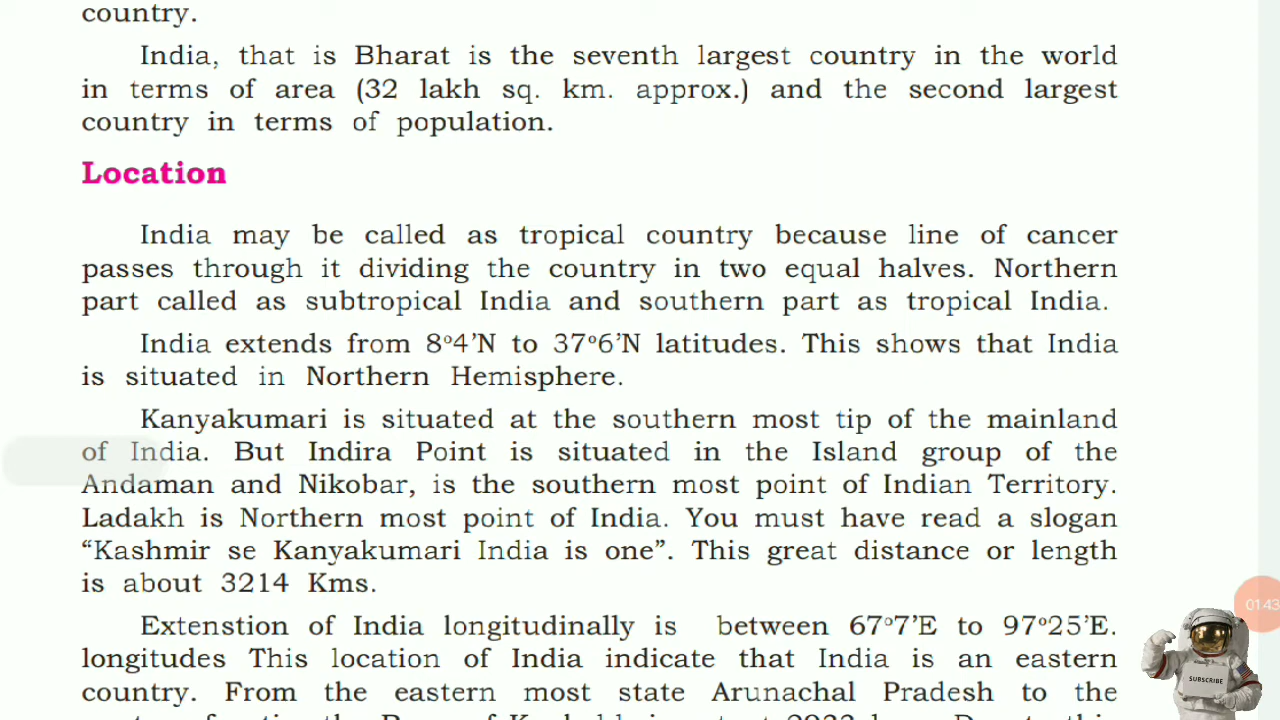 country.
India, that is Bharat is the seventh largest country in the world
in terms of area (32 lakh sq. km. approx.) and the second largest
country in terms of population.
Location
India may be called as tropical country because line of cancer
passes through it dividing the country in two equal halves. Northern
part called as subtropical India and southern part as tropical India.
India extends from 8°4’N to 37°6’N latitudes. This shows that India
is situated in Northern Hemisphere.
Kanyakumari is situated at the southern most tip of the mainland
of India. But Indira Point is situated in the Island group of the
Andaman and Nikobar, is the southern most point of Indian Territory.
Ladakh is Northern most point of India. You must have read a slogan
“Kashmir se Kanyakumari India is one”. This great distance or length
is about 3214 Kms.
Extenstion of India longitudinally is between 67°7’E to 97°25’E.
longitudes This location of India indicate that India is an eastern
country. From the eastern most state Arunachal Pradesh to the
01:43
SUBSCRIBE